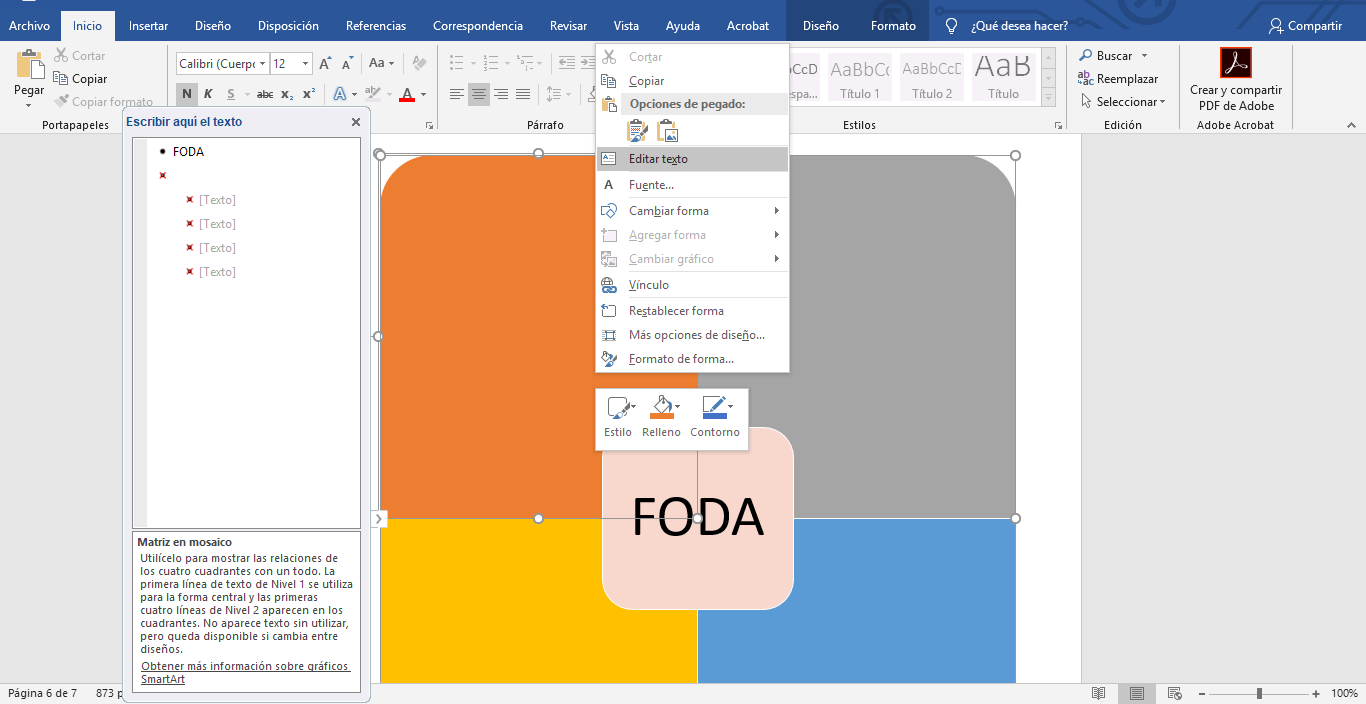 Archivo Inicio Insertar Diseño Disposición Referencias Correspondencia Revisar Vista Ayuda Acrobat Diseño Formato ¿Qué desea hacer? Compartir
Pegar
Cortar
Copiar
Copiar formato
Portapapeles
Calibri (Cuerpo 12 A A Aa
N K S abc x₂ x² A aby A
Párrafo
AaBbCc AaBbCcD AaB
Título 1 Título 2 Título
Estilos
Buscar
Reemplazar
Seleccionar
Edición
Crear y compartir
PDF de Adobe
Adobe Acrobat
Escribir aquí el texto
FODA
[Texto]
[Texto]
[Texto]
[Texto]
Matriz en mosaico
Utilícelo para mostrar las relaciones de
los cuatro cuadrantes con un todo. La
primera línea de texto de Nivel 1 se utiliza
para la forma central y las primeras
cuatro líneas de Nivel 2 aparecen en los
cuadrantes. No aparece texto sin utilizar,
pero queda disponible si cambia entre
diseños.
Obtener más información sobre gráficos
SmartArt
Cortar
Copiar
Opciones de pegado:
Editar texto
Fuente...
Cambiar forma
Agregar forma
Cambiar gráfico
Vínculo
Restablecer forma
Más opciones de diseño...
Formato de forma...
Estilo Relleno Contorno
FODA
Página 6 de 7 873 p
100%